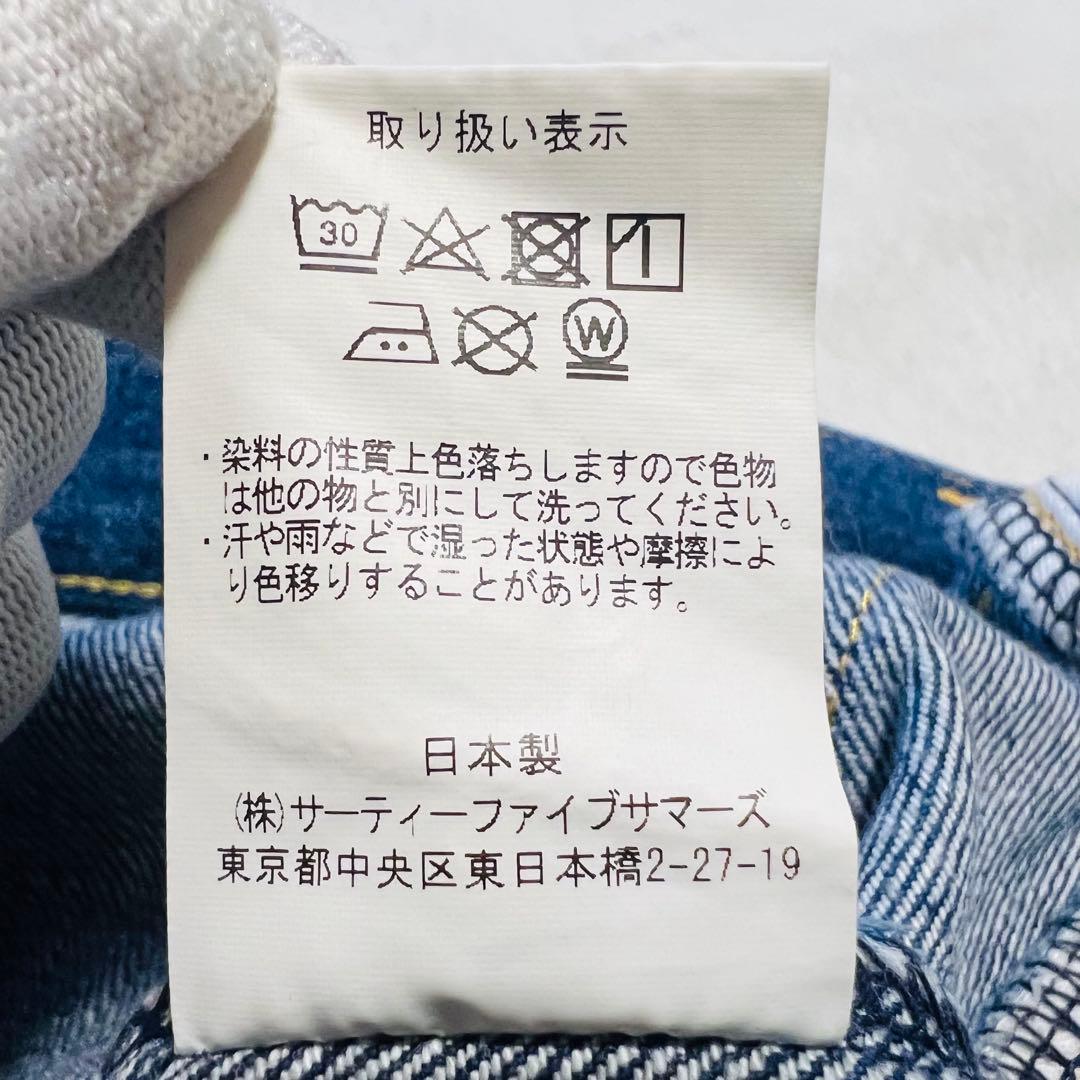 取り扱い表示
30
W
・染料の性質上色落ちしますので色物
は他の物と別にして洗ってください。
・汗や雨などで湿った状態や摩擦によ
り色移りすることがあります。
日本製
(株)サーティーファイブサマーズ
東京都中央区東日本橋2-27-19